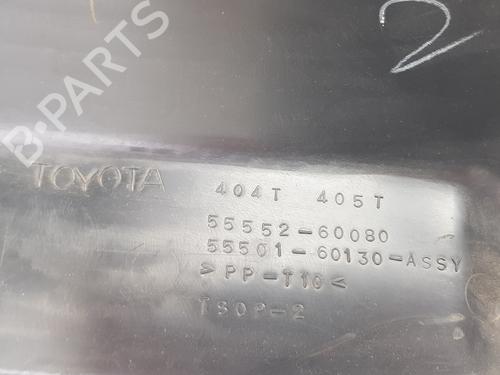 2
B-PARTS
TOYOTA 404T 405T
55552-60080
55501-60130-ASSY
>PP-T10<
TSOP-2